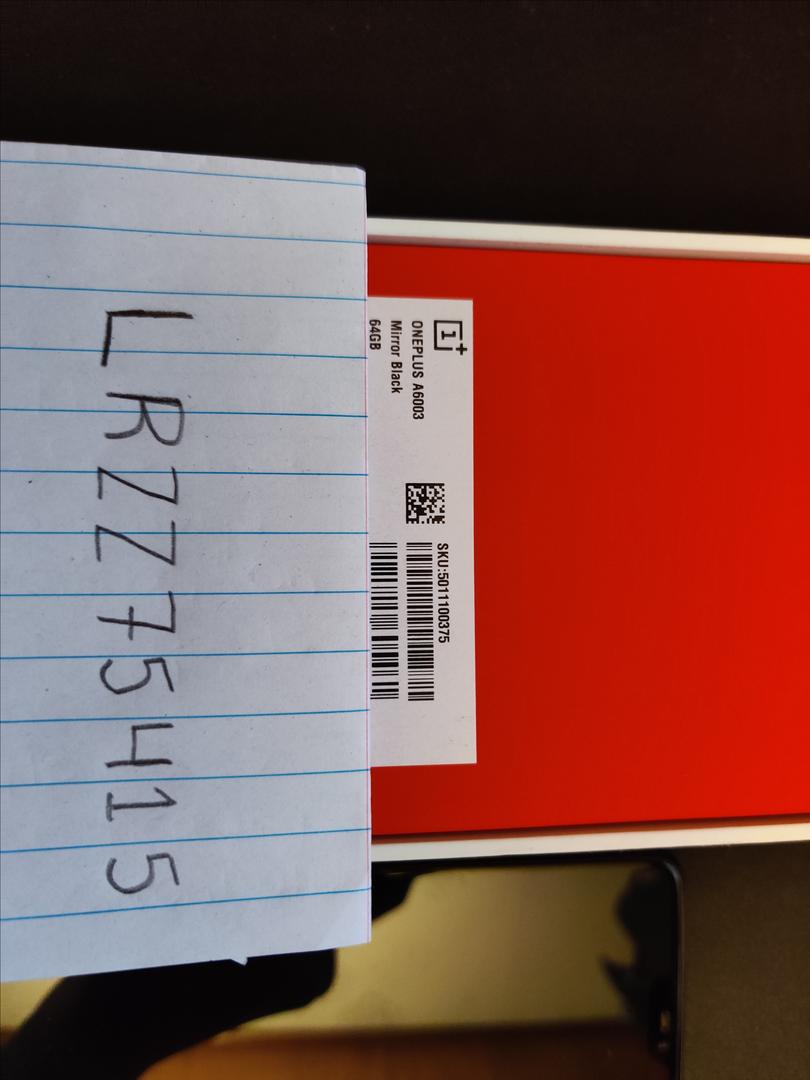 LRZZ75415
1+
ONEPLUS A6003
Mirror Black
64GB
SKU:5011100375